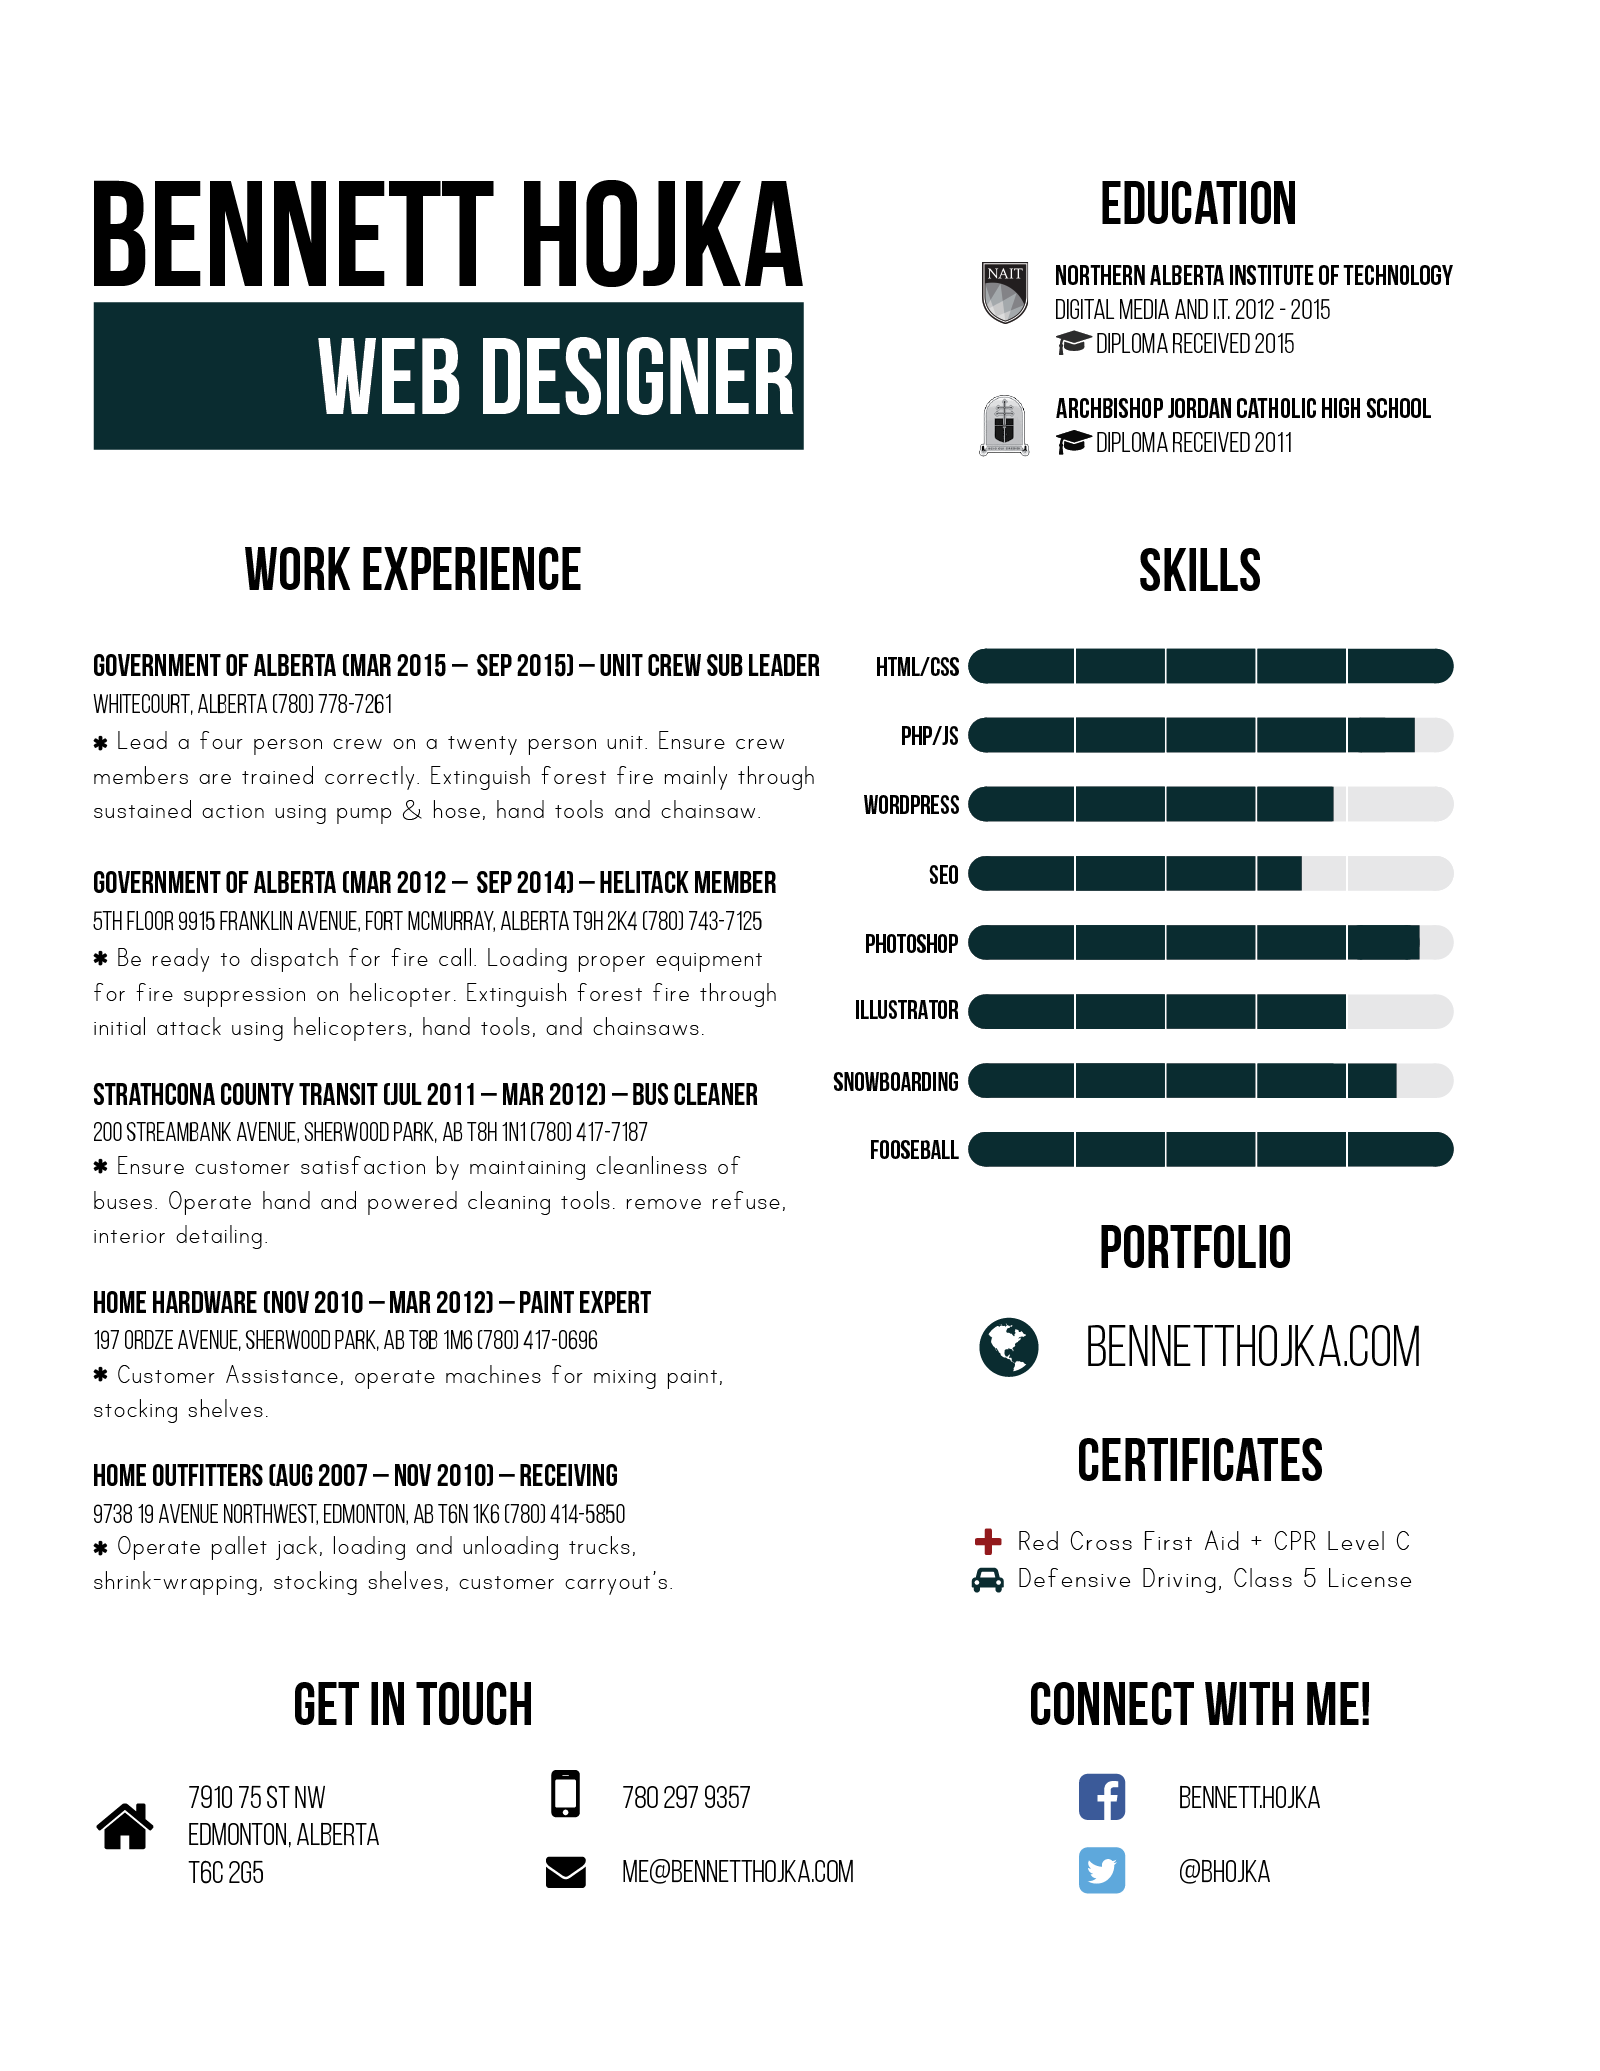 BENNETT HOJKA
WEB DESIGNER
EDUCATION
NAIT
NORTHERN ALBERTA INSTITUTE OF TECHNOLOGY
DIGITAL MEDIA AND I.T. 2012 - 2015
DIPLOMA RECEIVED 2015
ARCHBISHOP JORDAN CATHOLIC HIGH SCHOOL
DIPLOMA RECEIVED 2011
WORK EXPERIENCE
GOVERNMENT OF ALBERTA (MAR 2015 – SEP 2015) – UNIT CREW SUB LEADER
WHITECOURT, ALBERTA (780) 778-7261
✱ Lead a four person crew on a twenty person unit. Ensure crew
members are trained correctly. Extinguish forest fire mainly through
sustained action using pump & hose, hand tools and chainsaw.
GOVERNMENT OF ALBERTA (MAR 2012 – SEP 2014) – HELITACK MEMBER
5TH FLOOR 9915 FRANKLIN AVENUE, FORT MCMURRAY, ALBERTA T9H 2K4 (780) 743-7125
✱ Be ready to dispatch for fire call. Loading proper equipment
for fire suppression on helicopter. Extinguish forest fire through
initial attack using helicopters, hand tools, and chainsaws.
STRATHCONA COUNTY TRANSIT (JUL 2011 – MAR 2012) – BUS CLEANER
200 STREAMBANK AVENUE, SHERWOOD PARK, AB T8H 1N1 (780) 417-7187
✱ Ensure customer satisfaction by maintaining cleanliness of
buses. Operate hand and powered cleaning tools. remove refuse,
interior detailing.
HOME HARDWARE (NOV 2010 – MAR 2012) – PAINT EXPERT
197 ORDZE AVENUE, SHERWOOD PARK, AB T8B 1M6 (780) 417-0696
✱ Customer Assistance, operate machines for mixing paint,
stocking shelves.
HOME OUTFITTERS (AUG 2007 – NOV 2010) – RECEIVING
9738 19 AVENUE NORTHWEST, EDMONTON, AB T6N 1K6 (780) 414-5850
✱ Operate pallet jack, loading and unloading trucks,
shrink-wrapping, stocking shelves, customer carryout's.
SKILLS
HTML/CSS
PHP/JS
WORDPRESS
SEO
PHOTOSHOP
ILLUSTRATOR
SNOWBOARDING
FOOSEBALL
PORTFOLIO
BENNETTHOJKA.COM
CERTIFICATES
Red Cross First Aid + CPR Level C
Defensive Driving, Class 5 License
GET IN TOUCH
7910 75 ST NW
EDMONTON, ALBERTA
T6C 2G5
780 297 9357
ME@BENNETTHOJKA.COM
CONNECT WITH ME!
BENNETT.HOJKA
@BHOJKA